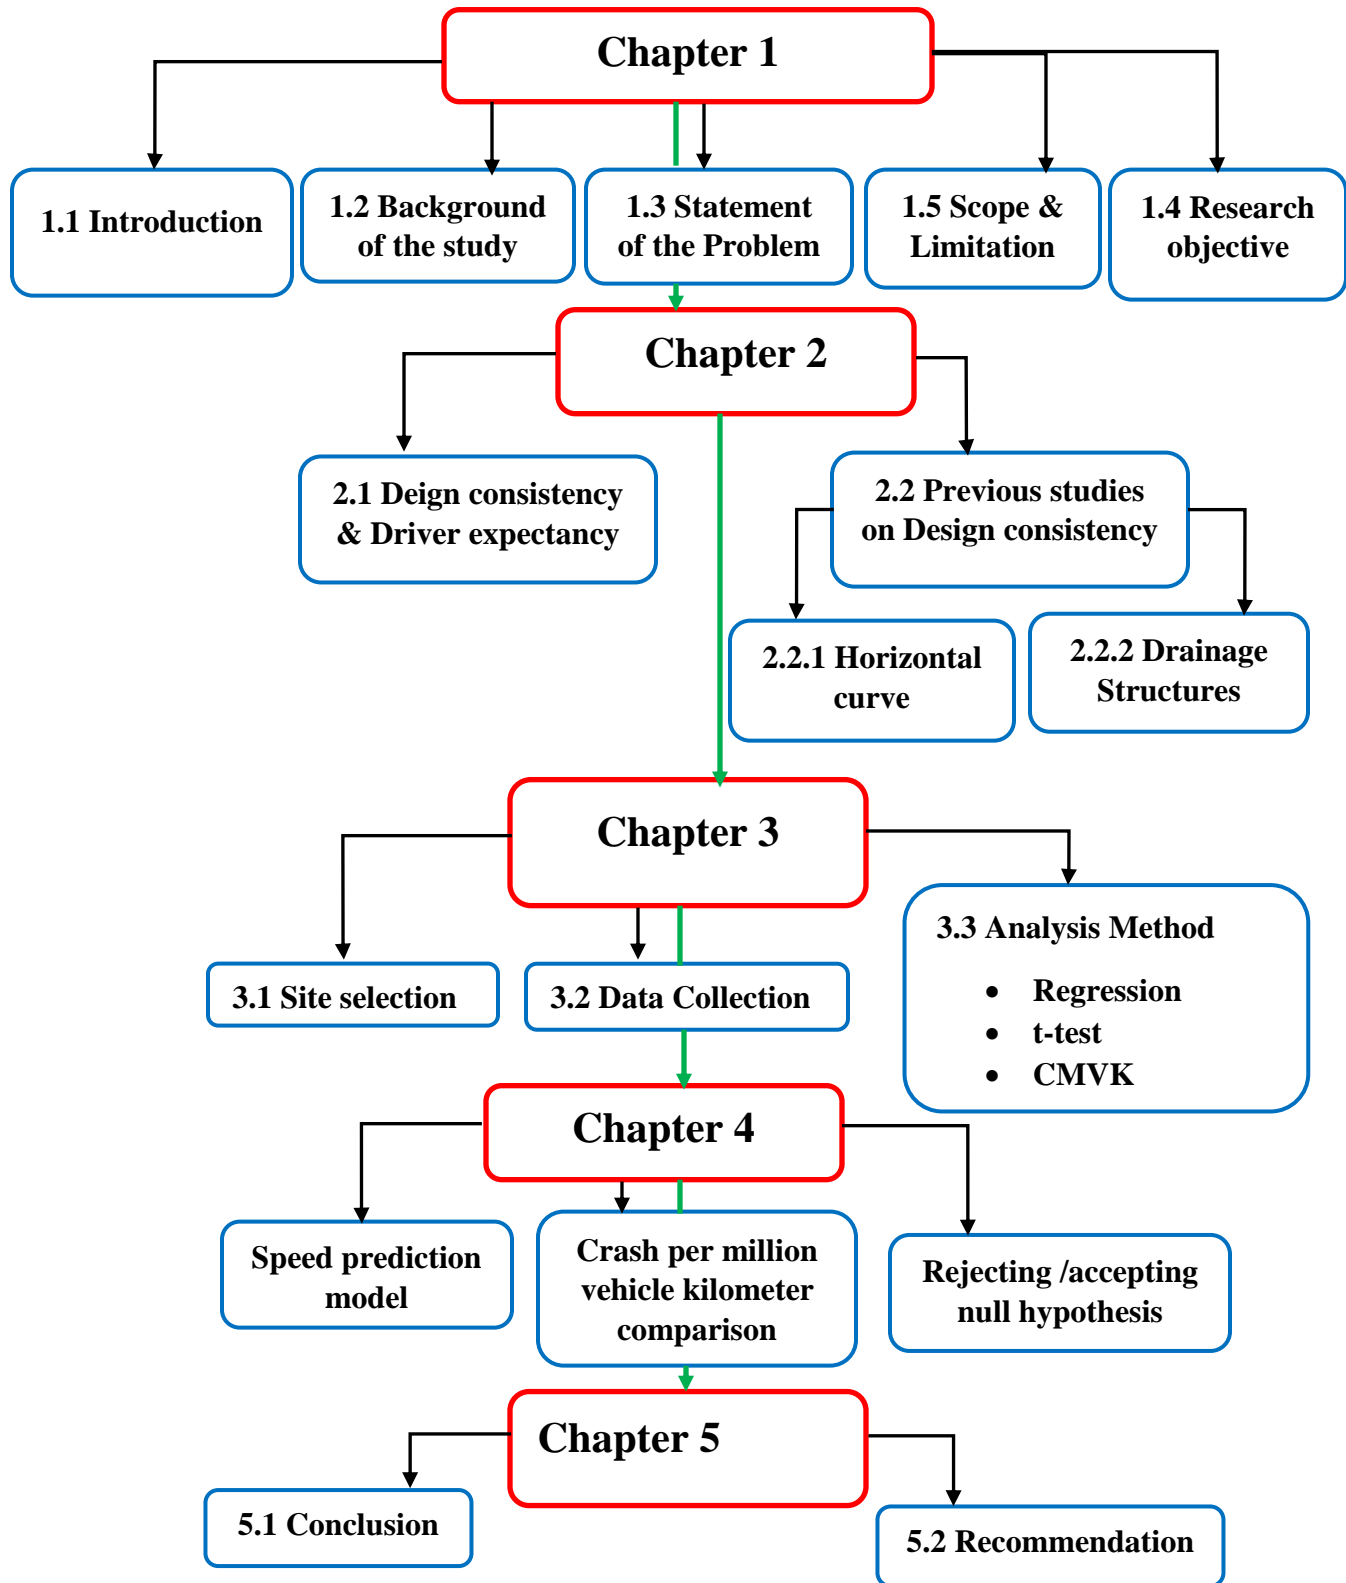 Chapter 1
1.1 Introduction
1.2 Background
of the study
1.3 Statement
of the Problem
1.5 Scope &
Limitation
1.4 Research
objective
Chapter 2
2.1 Deign consistency
& Driver expectancy
2.2 Previous studies
on Design consistency
2.2.1 Horizontal
curve
2.2.2 Drainage
Structures
Chapter 3
3.1 Site selection
3.2 Data Collection
3.3 Analysis Method
• Regression
• t-test
• CMVK
Chapter 4
Speed prediction
model
Crash per million
vehicle kilometer
comparison
Rejecting /accepting
null hypothesis
Chapter 5
5.1 Conclusion
5.2 Recommendation